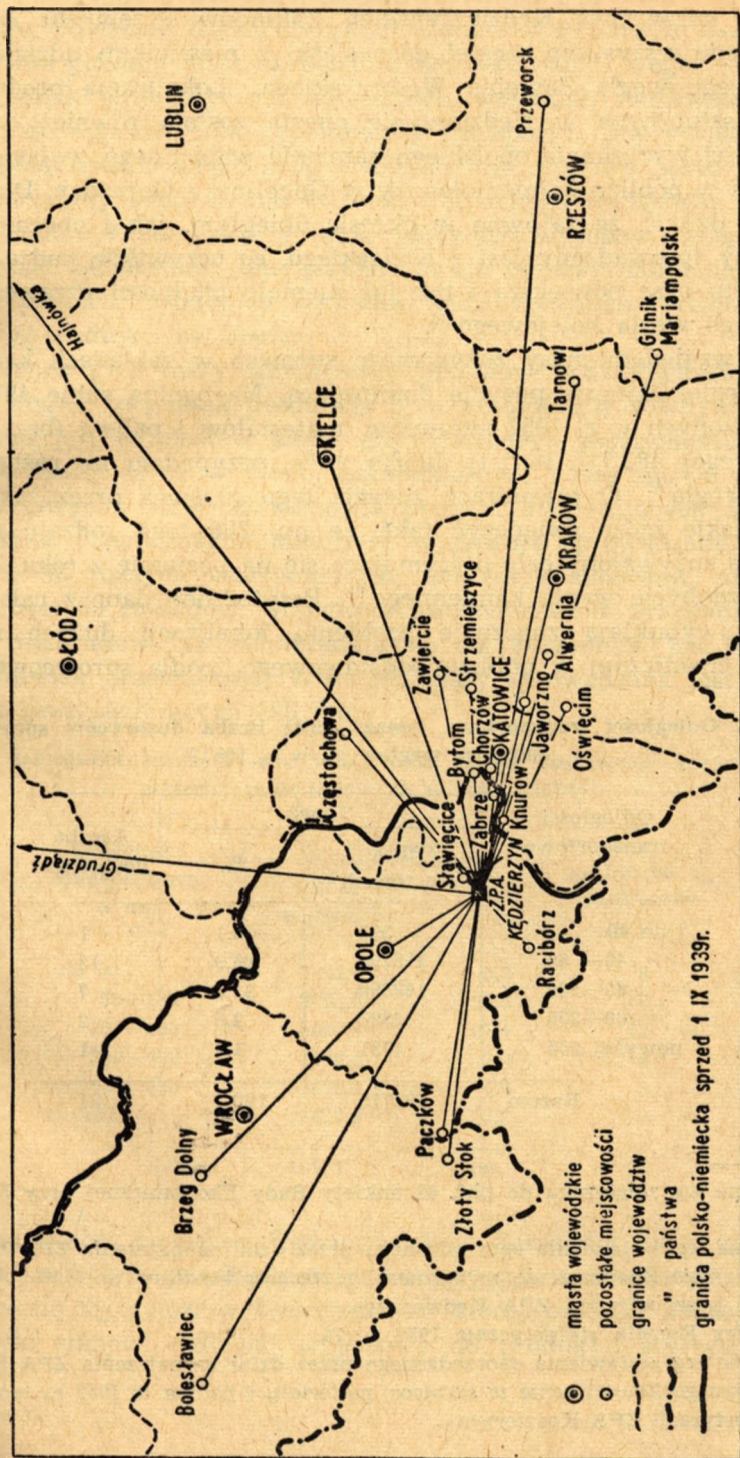 ŁÓDŹ
LUBLIN
Hajnówka
Grudziądz
Częstochowa
KIELCE
WROCŁAW
Brzeg Dolny
Bolesławiec
OPOLE
Zawiercie
Strzemieszyce
Bytom
Chorzów
KATOWICE
Sławięcice
Zabrze
Z.P.A.
KĘDZIERZYN
Knurów
Jaworzno
Oświęcim
Alwernia
KRAKÓW
Tarnów
Przeworsk
RZESZÓW
Glinik
Mariampolski
Racibórz
Paczków
Złoty Stok
miasta wojewódzkie
pozostałe miejscowości
granice województw
" państwa
granica polsko-niemiecka sprzed 1 IX 1939r.